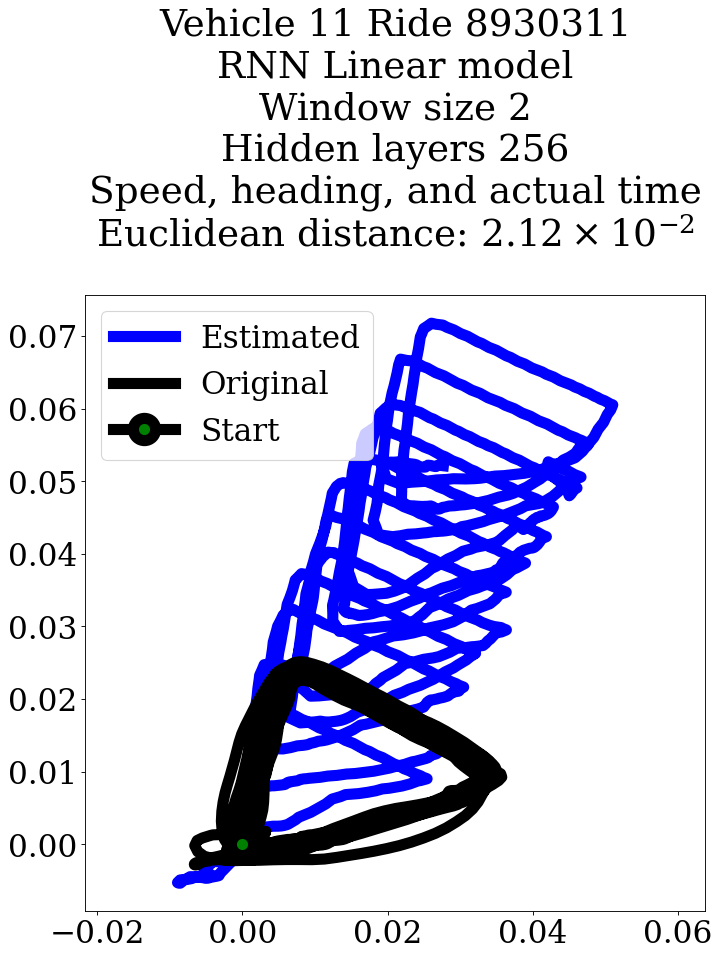 Vehicle 11 Ride 8930311
RNN Linear model
Window size 2
Hidden layers 256
Speed, heading, and actual time
Euclidean distance: 2.12 × 10⁻²
Estimated
Original
Start
0.07
0.06
0.05
0.04
0.03
0.02
0.01
0.00
−0.02 0.00 0.02 0.04 0.06